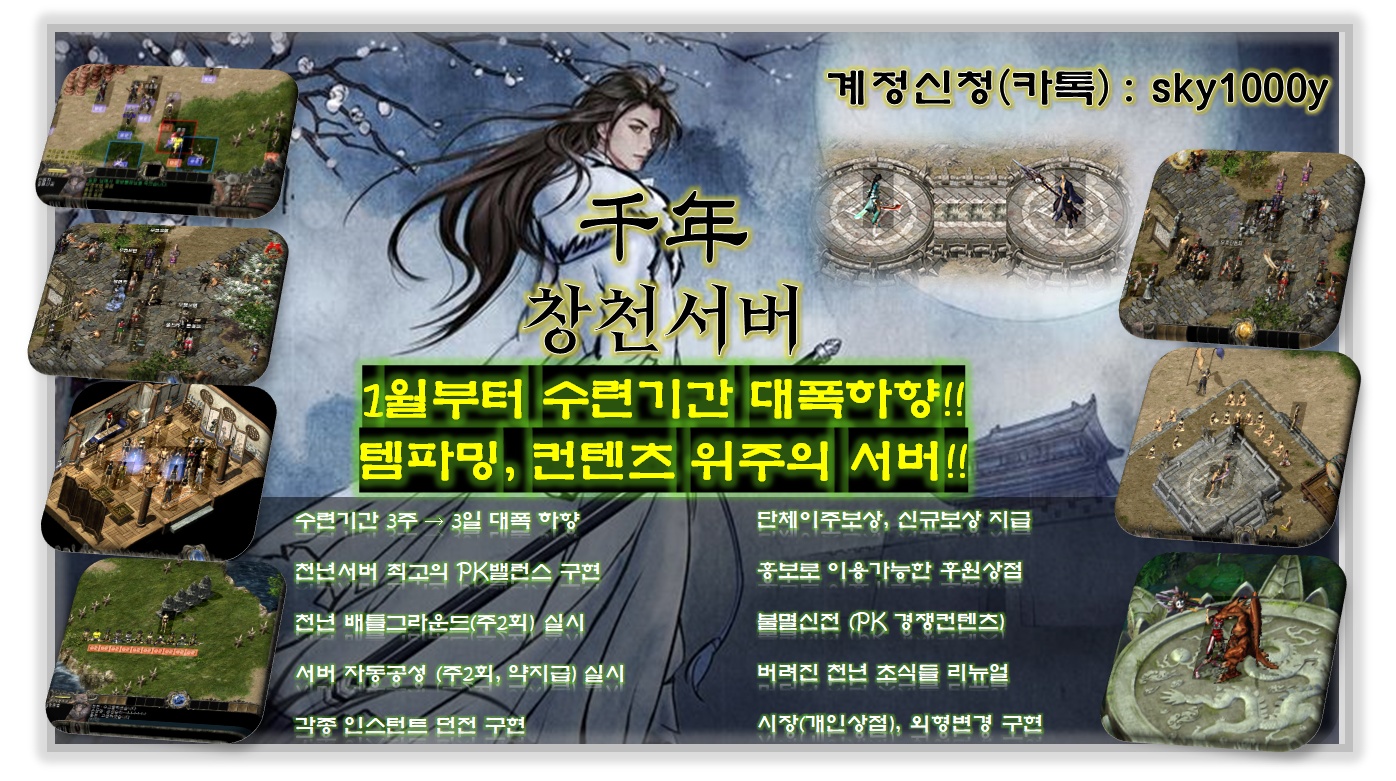 계정신청(카톡) : sky1000y
千年
창천서버
1월부터 수련기간 대폭하향!!
템파밍, 컨텐츠 위주의 서버!!
수련기간 3주 → 3일 대폭 하향
천년서버 최고의 PK밸런스 구현
천년 배틀그라운드(주2회) 실시
서버 자동공성 (주2회, 약지급) 실시
각종 인스턴트 던전 구현
단체이주보상, 신규보상 지급
홍보로 이용가능한 후원상점
불멸신전 (PK 경쟁컨텐츠)
버려진 천년 초식들 리뉴얼
시장(개인상점), 외형변경 구현